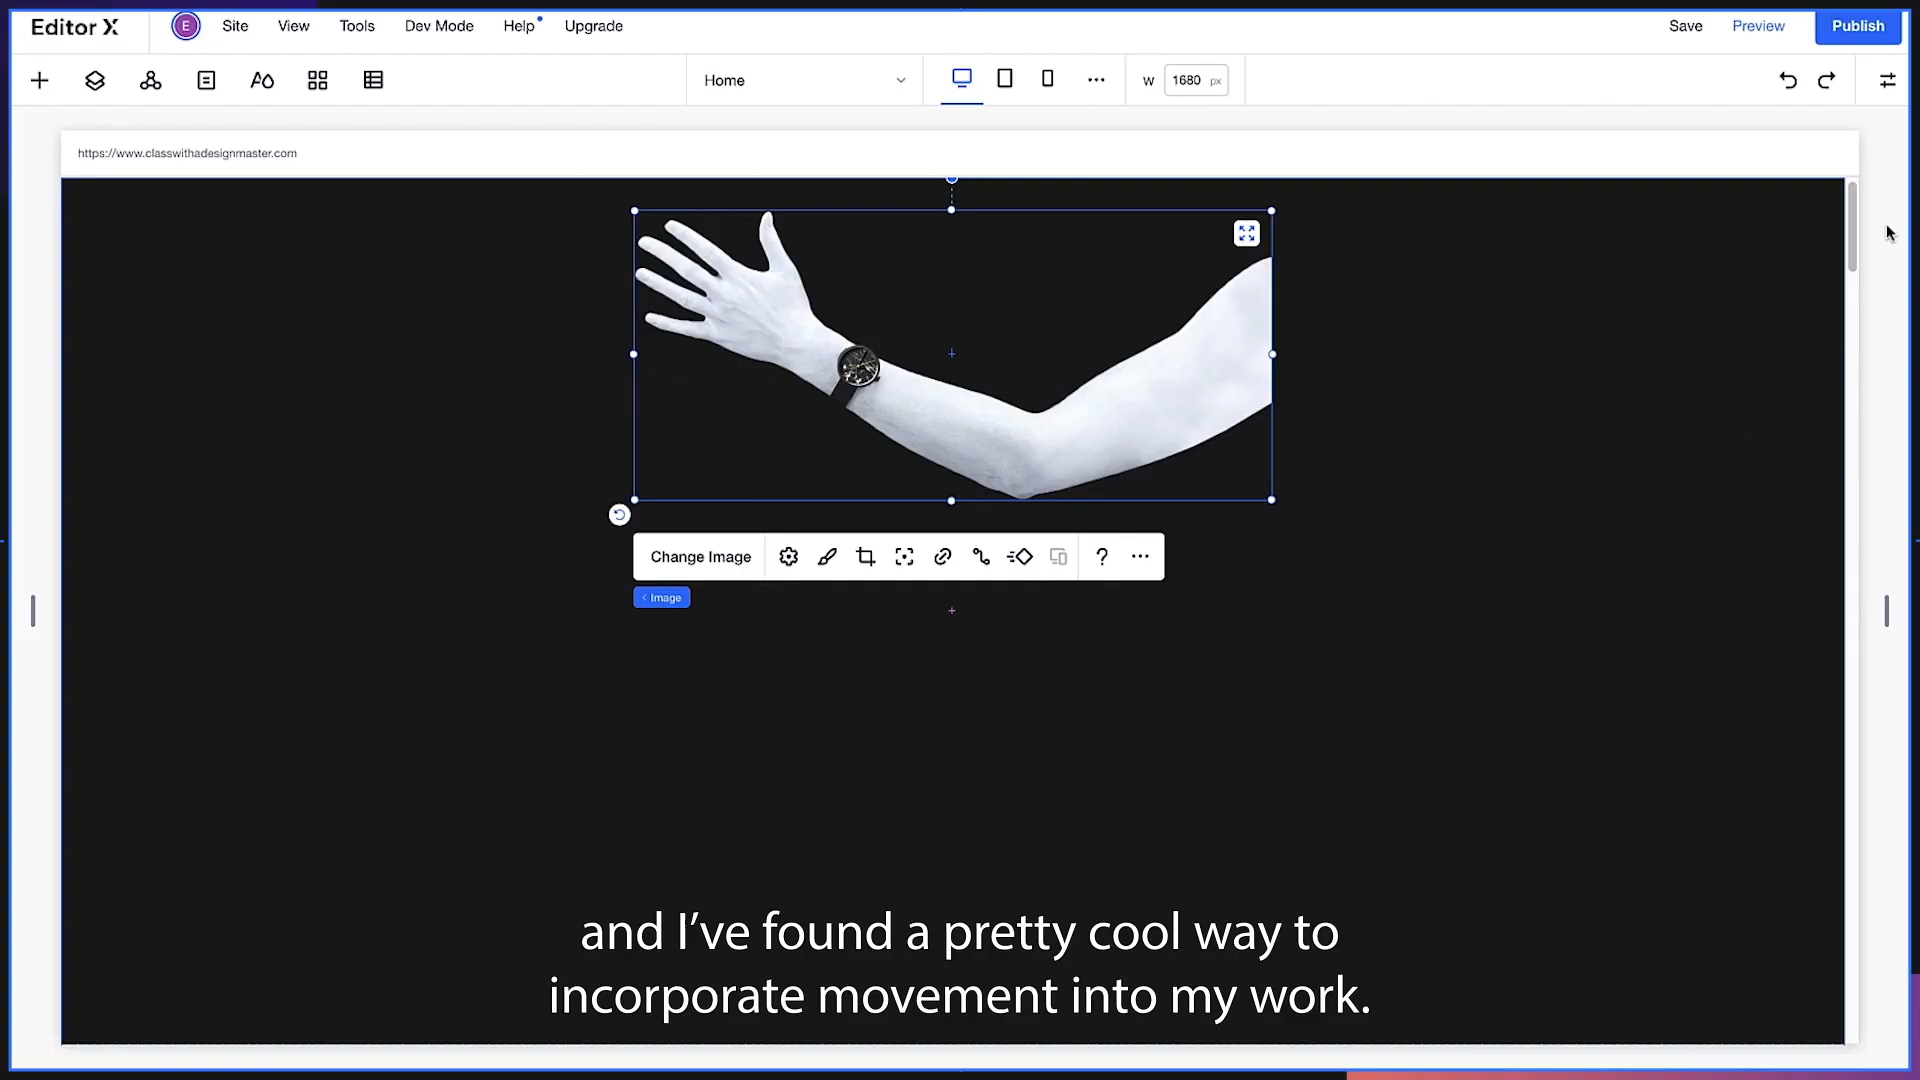 Editor X
E
Site
View
Tools
Dev Mode
Help
Upgrade
Save
Preview
Publish
Home
W
1680 px
https://www.classwithadesignmaster.com
Change Image
?
< Image
and I've found a pretty cool way to
incorporate movement into my work.